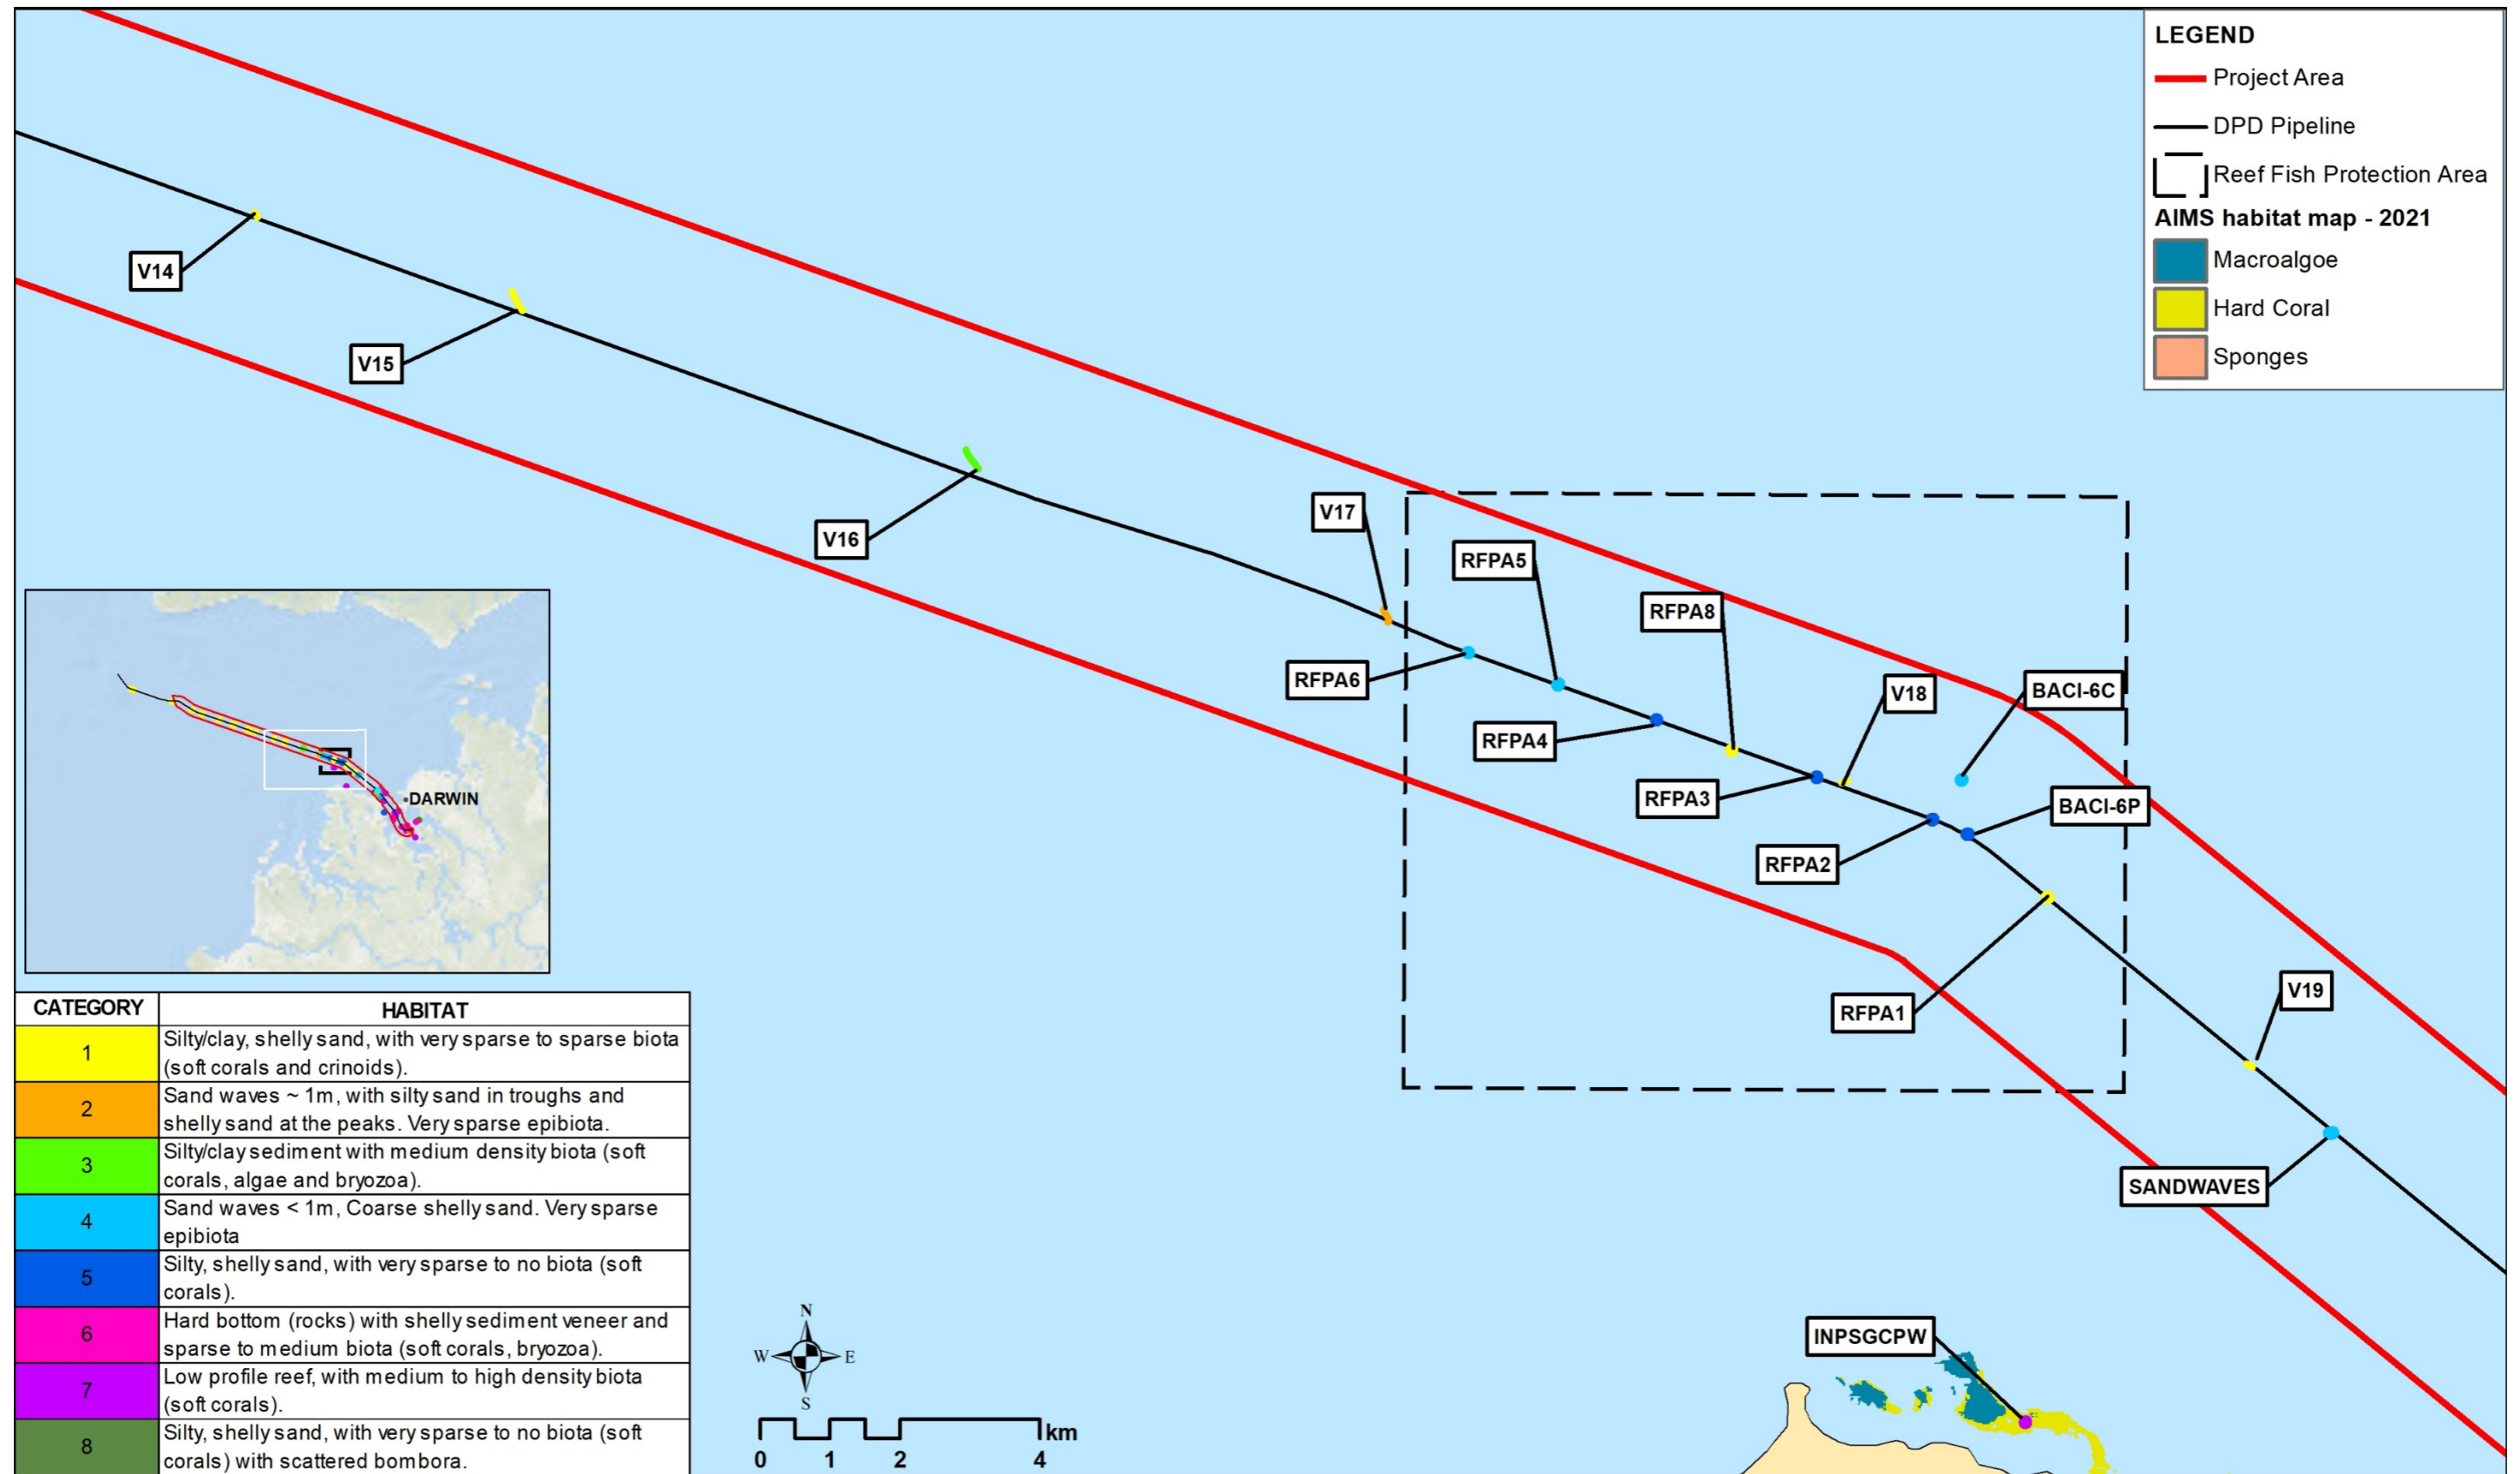 LEGEND
Project Area
DPD Pipeline
Reef Fish Protection Area
AIMS habitat map - 2021
Macroalgoe
Hard Coral
Sponges
V14
V15
V16
V17
RFPA5
RFPA8
RFPA6
V18
BACI-6C
RFPA4
RFPA3
BACI-6P
RFPA2
RFPA1
V19
SANDWAVES
INPSGCPW
DARWIN
CATEGORY HABITAT
1 Silty/clay, shelly sand, with very sparse to sparse biota
(soft corals and crinoids).
2 Sand waves ~ 1m, with silty sand in troughs and
shelly sand at the peaks. Very sparse epibiota.
3 Silty/clay sediment with medium density biota (soft
corals, algae and bryozoa).
4 Sand waves < 1m, Coarse shelly sand. Very sparse
epibiota
5 Silty, shelly sand, with very sparse to no biota (soft
corals).
6 Hard bottom (rocks) with shelly sediment veneer and
sparse to medium biota (soft corals, bryozoa).
7 Low profile reef, with medium to high density biota
(soft corals).
8 Silty, shelly sand, with very sparse to no biota (soft
corals) with scattered bombora.
N
W E
S
km
0 1 2 4